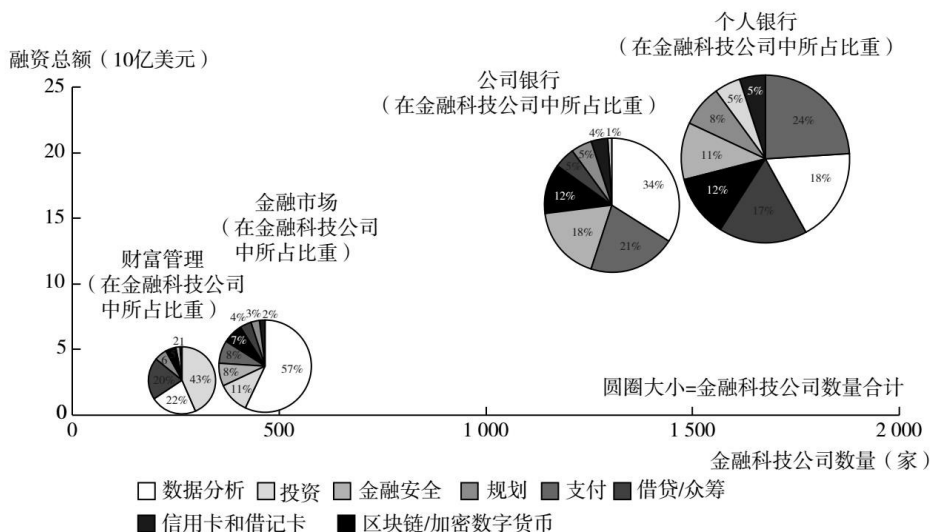 个人银行
（在金融科技公司中所占比重）
融资总额（10亿美元）
公司银行
（在金融科技公司中所占比重）
25
20
15
10
5
0
5%
5%
24%
8%
11%
18%
12%
17%
4%
1%
5%
34%
12%
18%
21%
金融市场
（在金融科技公司
中所占比重）
4%
3%
2%
7%
8%
8%
11%
57%
财富管理
（在金融科技公司
中所占比重）
2
1
6
20%
43%
22%
圆圈大小=金融科技公司数量合计
0
500
1 000
1 500
2 000
金融科技公司数量（家）
数据分析 投资 金融安全 规划 支付 借贷/众筹
信用卡和借记卡 区块链/加密数字货币